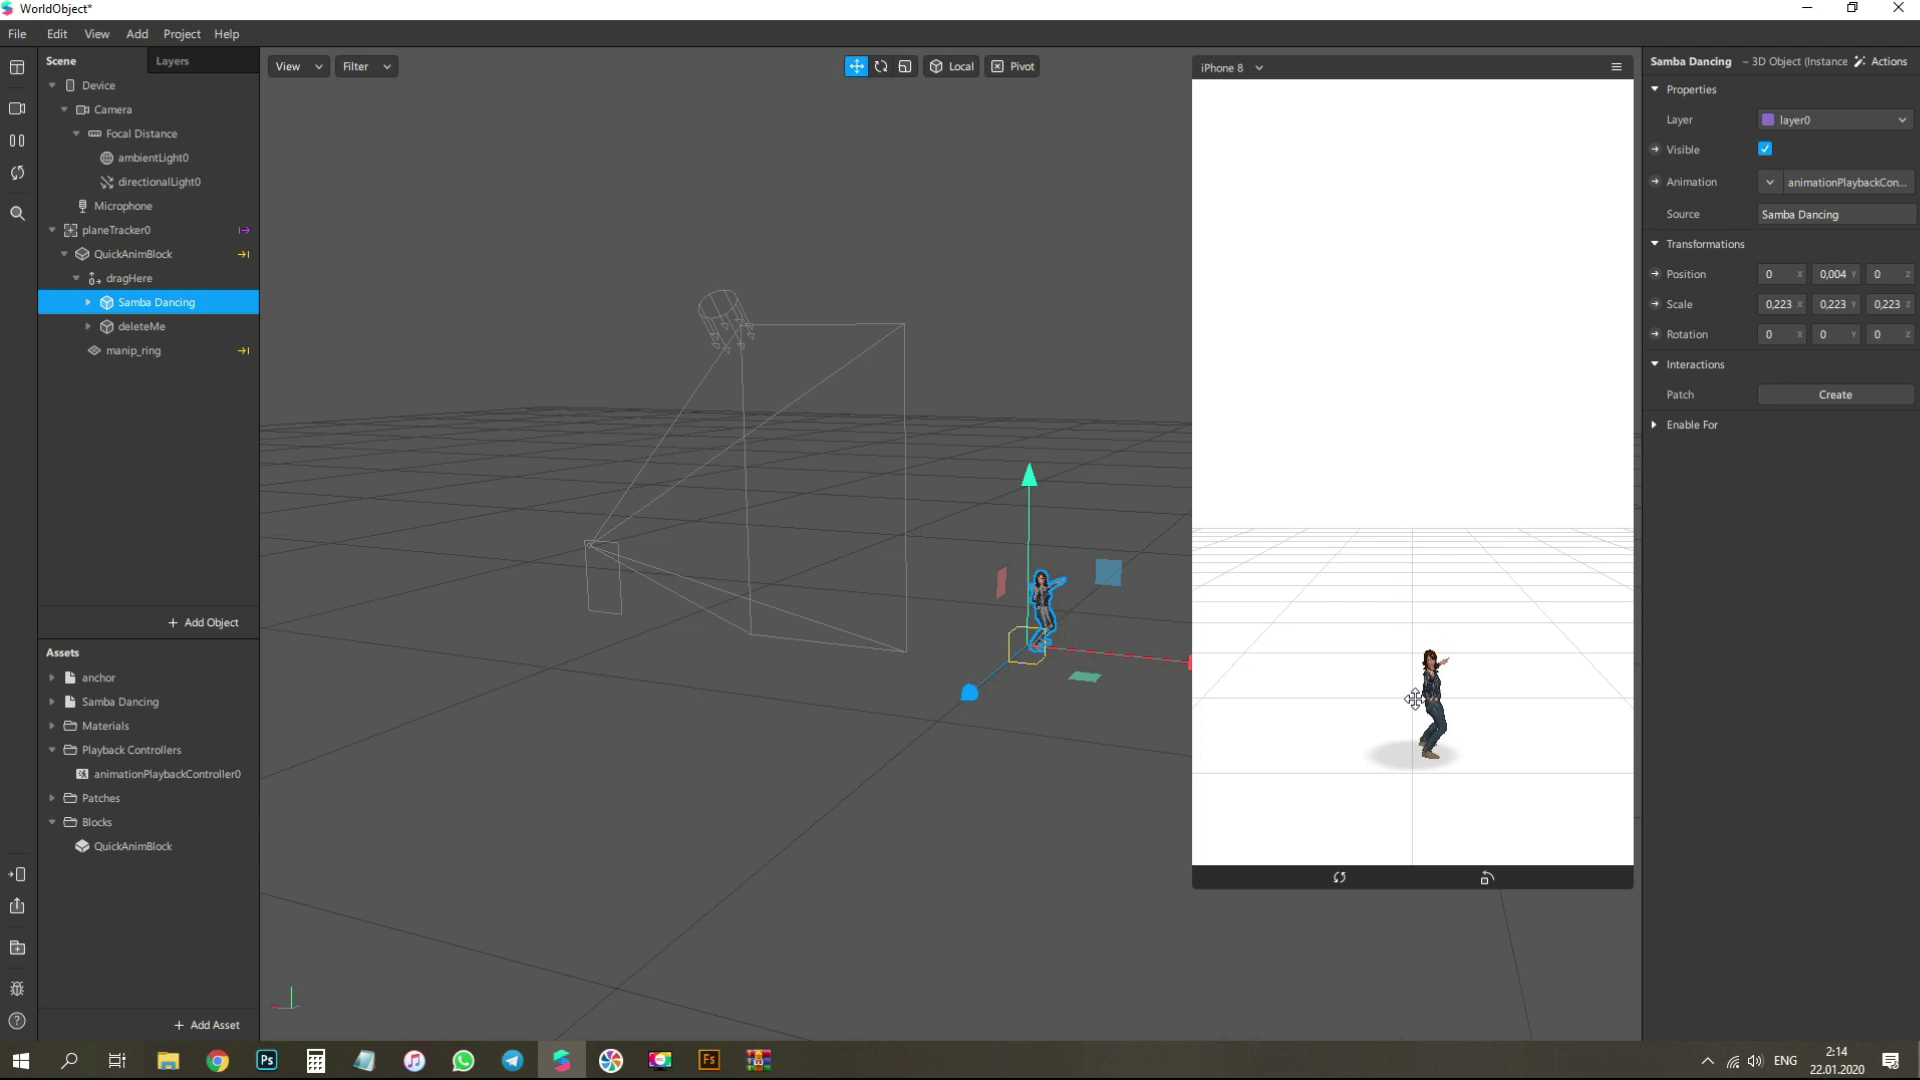 WorldObject*
File Edit View Add Project Help
Scene Layers
Device
Camera
Focal Distance
ambientLight0
directionalLight0
Microphone
planeTracker0
QuickAnimBlock
dragHere
Samba Dancing
deleteMe
manip_ring
+ Add Object
Assets
anchor
Samba Dancing
Materials
Playback Controllers
animationPlaybackController0
Patches
Blocks
QuickAnimBlock
+ Add Asset
View Filter Local Pivot
iPhone 8
Samba Dancing – 3D Object (Instance Actions
Properties
Layer layer0
Visible
Animation animationPlaybackCon...
Source Samba Dancing
Transformations
Position 0 X 0,004 Y 0 Z
Scale 0,223 X 0,223 Y 0,223 Z
Rotation 0 X 0 Y 0 Z
Interactions
Patch Create
Enable For
Ps Fs
ENG 2:14
22.01.2020